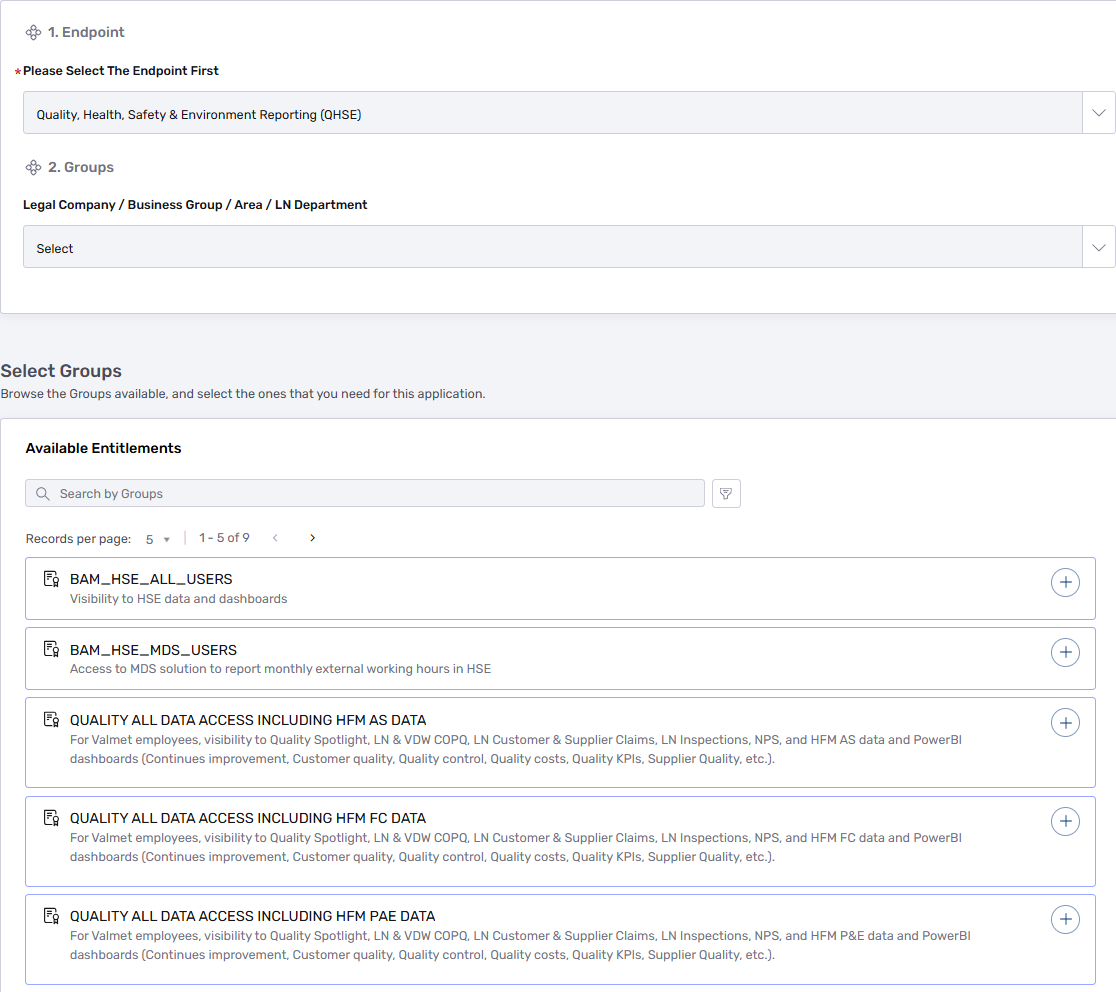 1. Endpoint
*Please Select The Endpoint First
Quality, Health, Safety & Environment Reporting (QHSE)
2. Groups
Legal Company / Business Group / Area / LN Department
Select
Select Groups
Browse the Groups available, and select the ones that you need for this application.
Available Entitlements
Search by Groups
Records per page: 5 1 - 5 of 9
BAM_HSE_ALL_USERS
Visibility to HSE data and dashboards
BAM_HSE_MDS_USERS
Access to MDS solution to report monthly external working hours in HSE
QUALITY ALL DATA ACCESS INCLUDING HFM AS DATA
For Valmet employees, visibility to Quality Spotlight, LN & VDW COPQ, LN Customer & Supplier Claims, LN Inspections, NPS, and HFM AS data and PowerBI
dashboards (Continues improvement, Customer quality, Quality control, Quality costs, Quality KPIs, Supplier Quality, etc.).
QUALITY ALL DATA ACCESS INCLUDING HFM FC DATA
For Valmet employees, visibility to Quality Spotlight, LN & VDW COPQ, LN Customer & Supplier Claims, LN Inspections, NPS, and HFM FC data and PowerBI
dashboards (Continues improvement, Customer quality, Quality control, Quality costs, Quality KPIs, Supplier Quality, etc.).
QUALITY ALL DATA ACCESS INCLUDING HFM PAE DATA
For Valmet employees, visibility to Quality Spotlight, LN & VDW COPQ, LN Customer & Supplier Claims, LN Inspections, NPS, and HFM P&E data and PowerBI
dashboards (Continues improvement, Customer quality, Quality control, Quality costs, Quality KPIs, Supplier Quality, etc.).